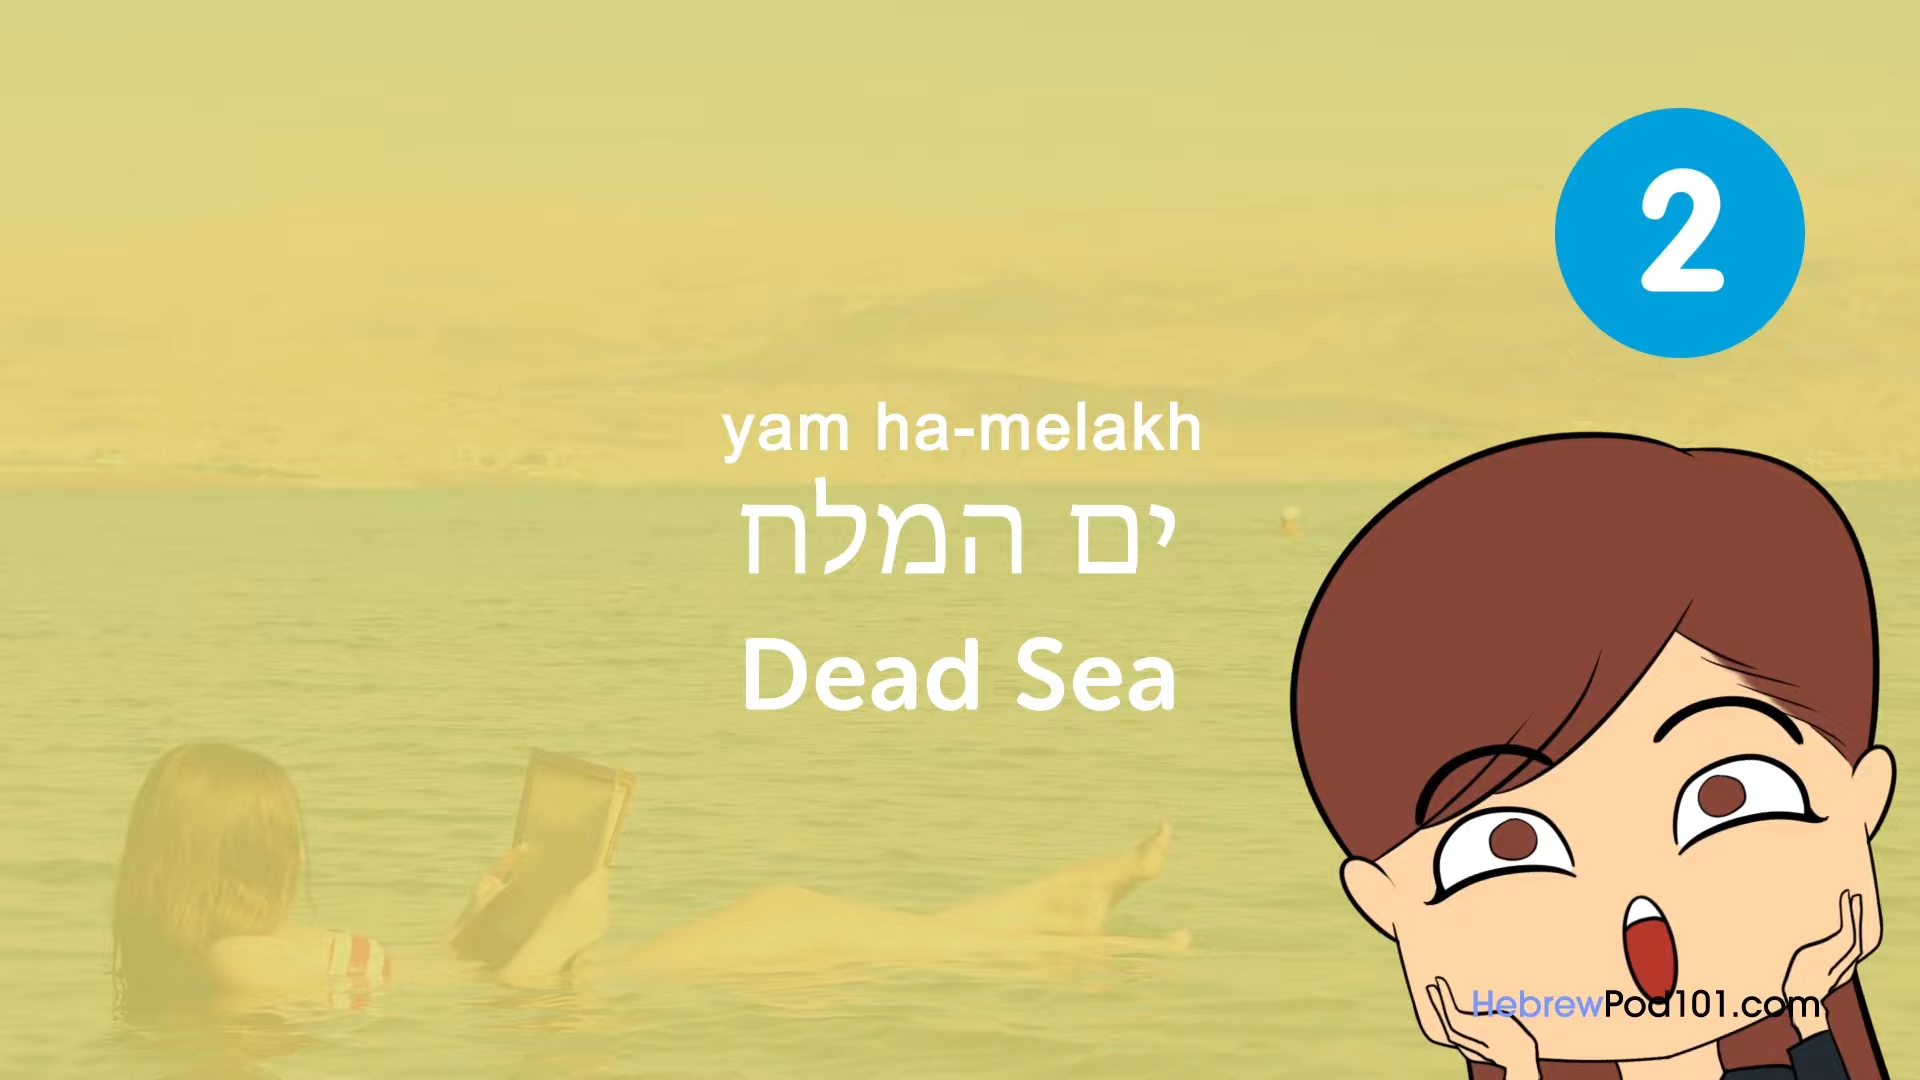 2
yam ha-melakh
ים המלח
Dead Sea
HebrewPod101.com